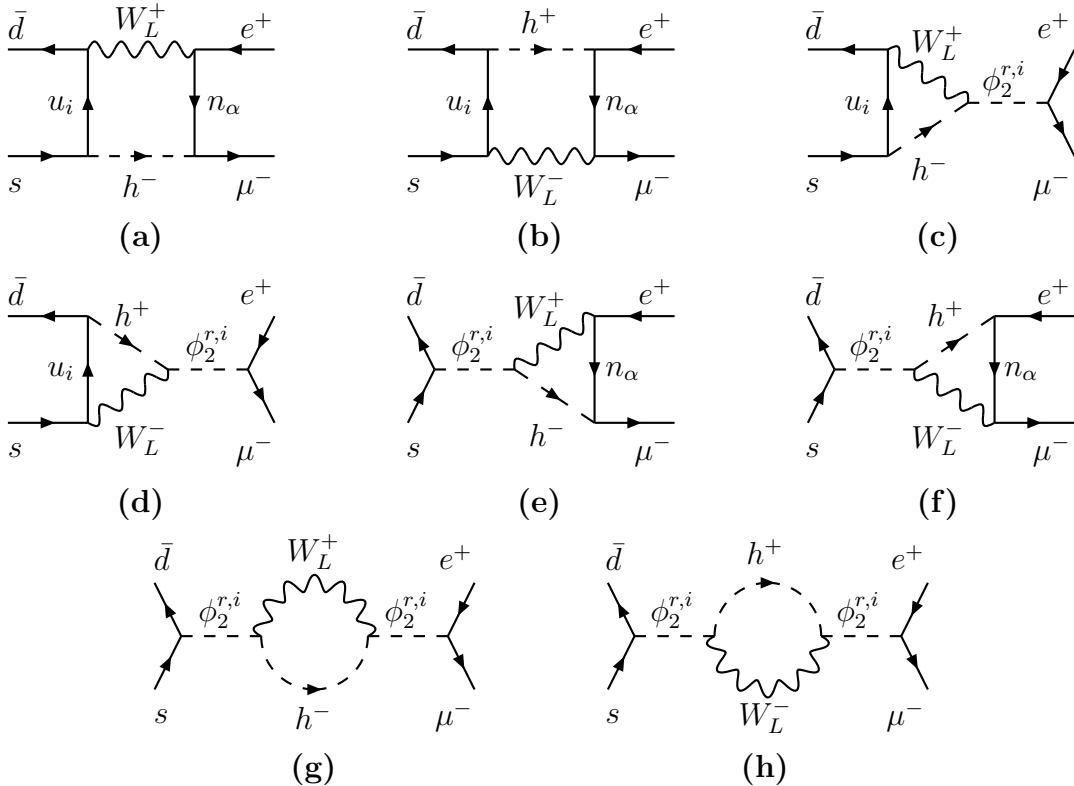 d̄ W_L^+ e^+ d̄ h^+ e^+ d̄ W_L^+ e^+
u_i n_α u_i n_α u_i φ_2^{r,i}
s h^- μ^- s W_L^- μ^- s h^- μ^-
(a) (b) (c)
d̄ h^+ e^+ d̄ W_L^+ e^+ d̄ h^+ e^+
u_i φ_2^{r,i} φ_2^{r,i} n_α φ_2^{r,i} n_α
s W_L^- μ^- s h^- μ^- s W_L^- μ^-
(d) (e) (f)
d̄ W_L^+ e^+ d̄ h^+ e^+
φ_2^{r,i} φ_2^{r,i} φ_2^{r,i} φ_2^{r,i}
s h^- μ^- s W_L^- μ^-
(g) (h)